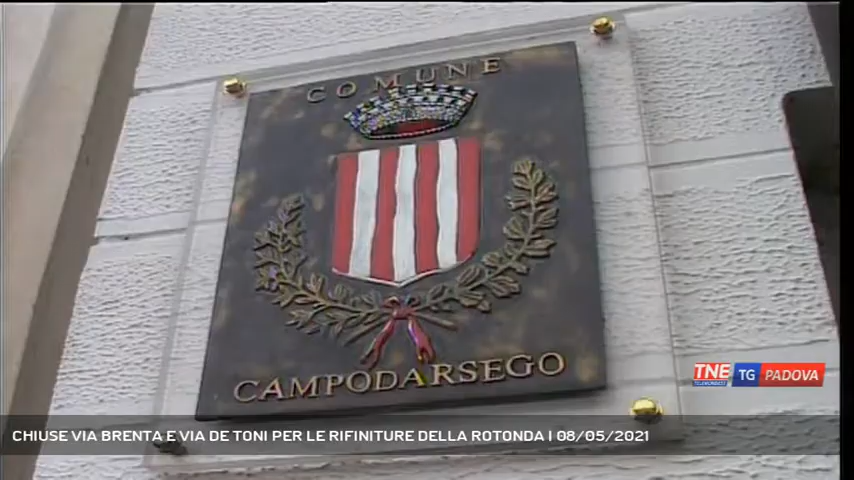 COMUNE
CAMPODARSEGO
TNE TG PADOVA
TELENORDEST
CHIUSE VIA BRENTA E VIA DE TONI PER LE RIFINITURE DELLA ROTONDA | 08/05/2021